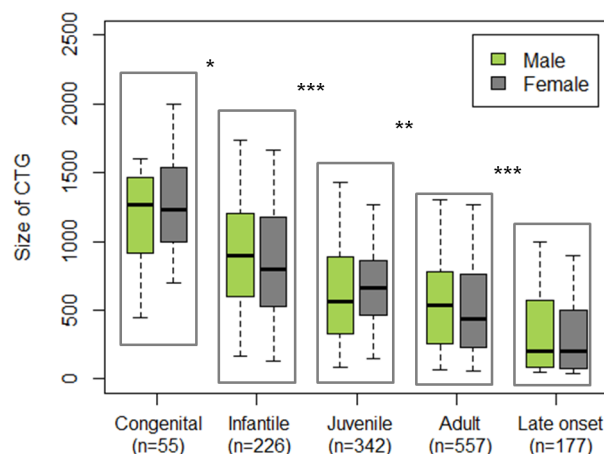 2500
2000
1500
1000
500
0
Size of CTG
Male
Female
*
***
**
***
Congenital
(n=55)
Infantile
(n=226)
Juvenile
(n=342)
Adult
(n=557)
Late onset
(n=177)